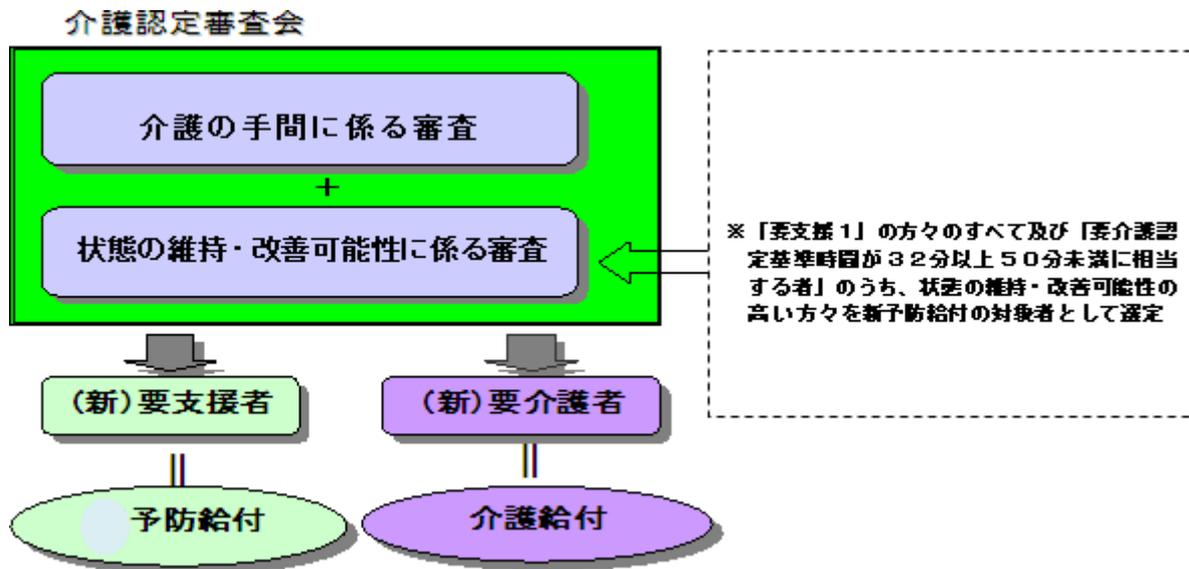 介護認定審査会
介護の手間に係る審査
+
状態の維持・改善可能性に係る審査
※「要支援1」の方々のすべて及び「要介護認
定基準時間が32分以上50分未満に相当
する者」のうち、状態の維持・改善可能性の
高い方々を新予防給付の対象者として選定
(新)要支援者
(新)要介護者
||
||
予防給付
介護給付